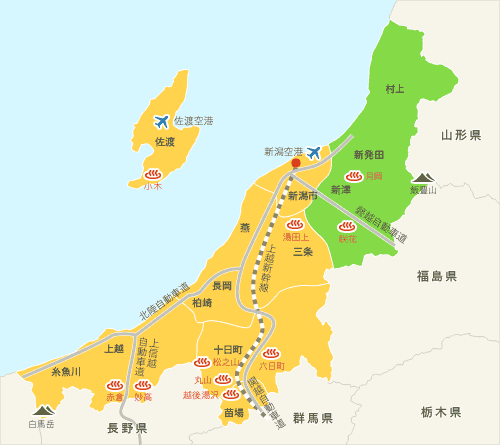 村上
山形県
佐渡空港
佐渡
新潟空港
新発田
小木
月岡
飯豊山
新潟市
新澤
磐越自動車道
咲花
燕
湯田上
三条
上越新幹線
福島県
長岡
柏崎
北陸自動車道
上越
上信越自動車道
十日町
松之山
六日町
糸魚川
丸山
赤倉
妙高
越後湯沢
関越自動車道
苗場
白馬岳
長野県
群馬県
栃木県